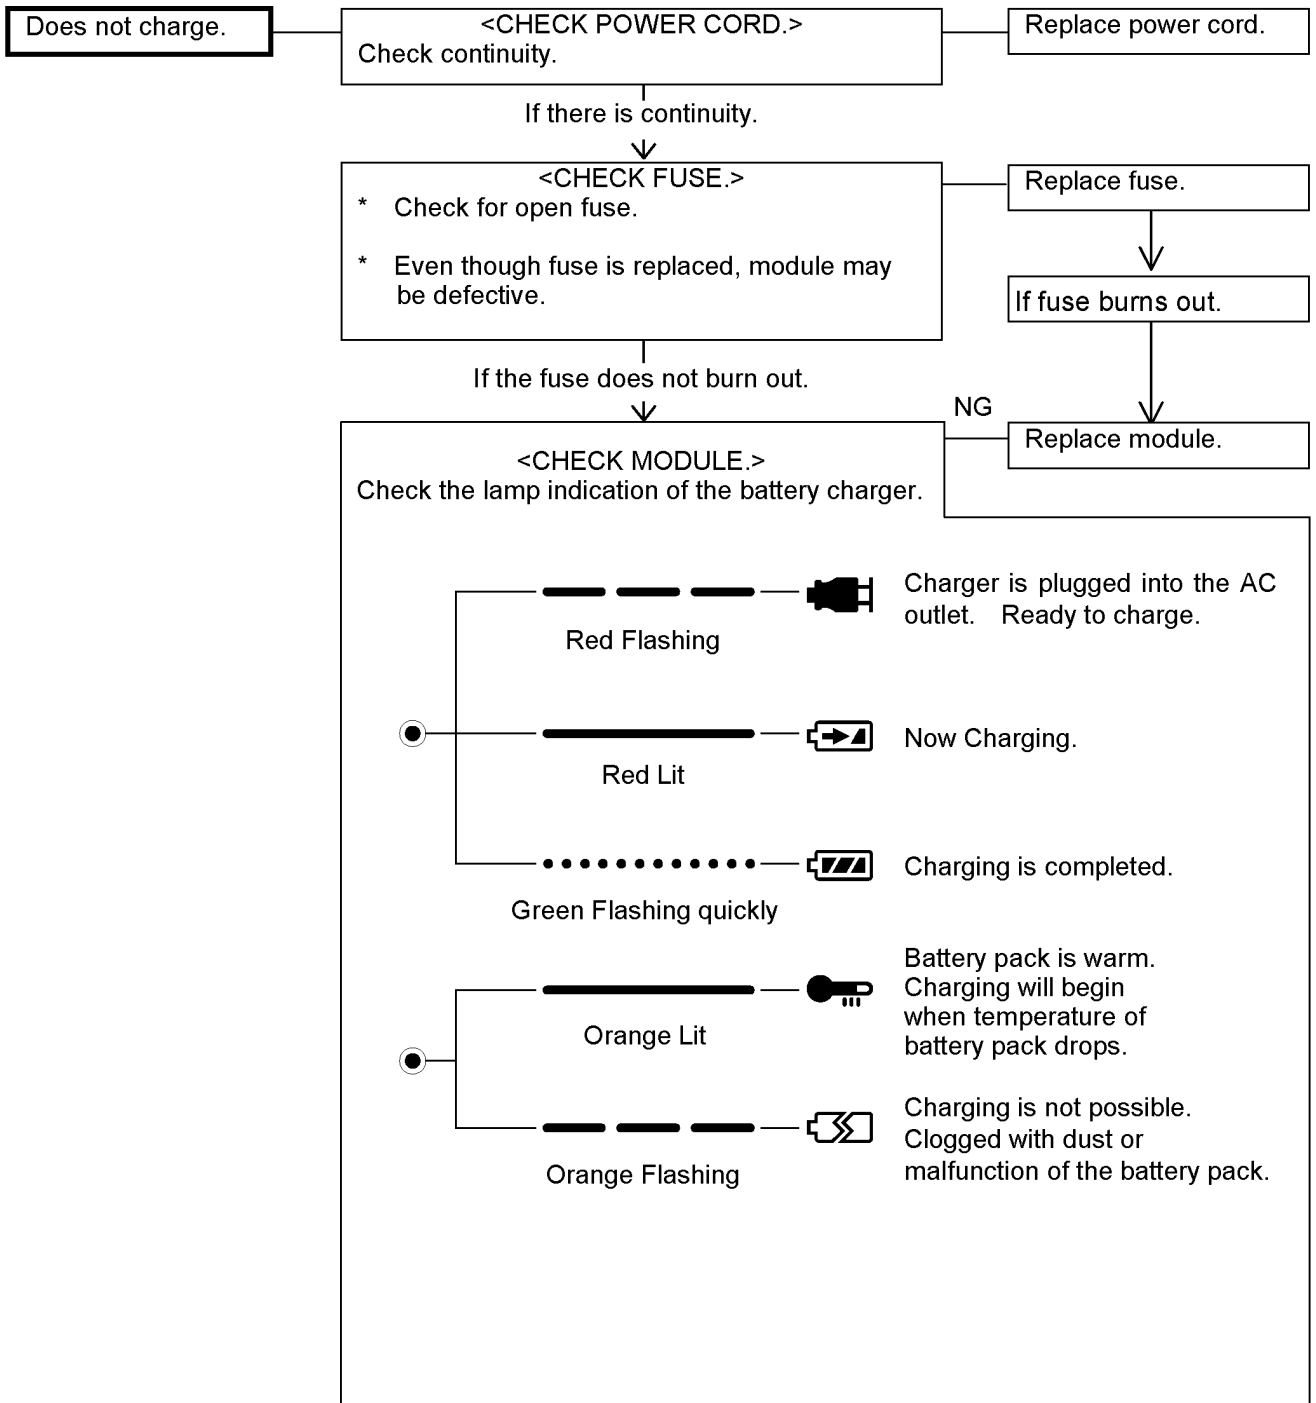 Does not charge.
<CHECK POWER CORD.>
Check continuity.
Replace power cord.
If there is continuity.
<CHECK FUSE.>
* Check for open fuse.
* Even though fuse is replaced, module may
be defective.
Replace fuse.
If fuse burns out.
If the fuse does not burn out.
NG
Replace module.
<CHECK MODULE.>
Check the lamp indication of the battery charger.
Red Flashing
Charger is plugged into the AC
outlet. Ready to charge.
Red Lit
Now Charging.
Green Flashing quickly
Charging is completed.
Orange Lit
Battery pack is warm.
Charging will begin
when temperature of
battery pack drops.
Orange Flashing
Charging is not possible.
Clogged with dust or
malfunction of the battery pack.